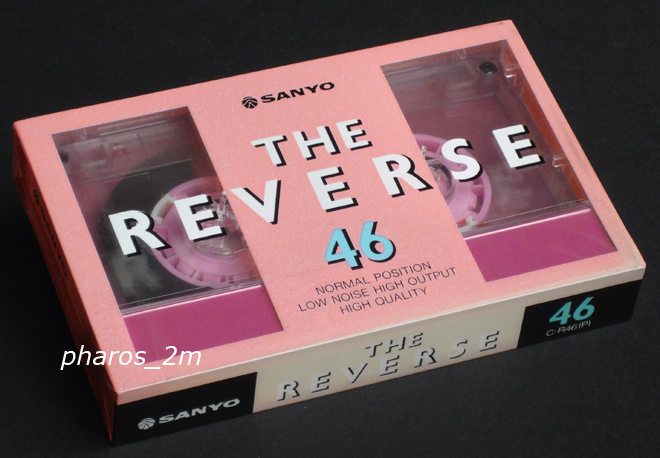 SANYO
THE
REVERSE
46
NORMAL POSITION
LOW NOISE HIGH OUTPUT
HIGH QUALITY
pharos_2m
SANYO
THE
REVERSE
46
C-R46(P)